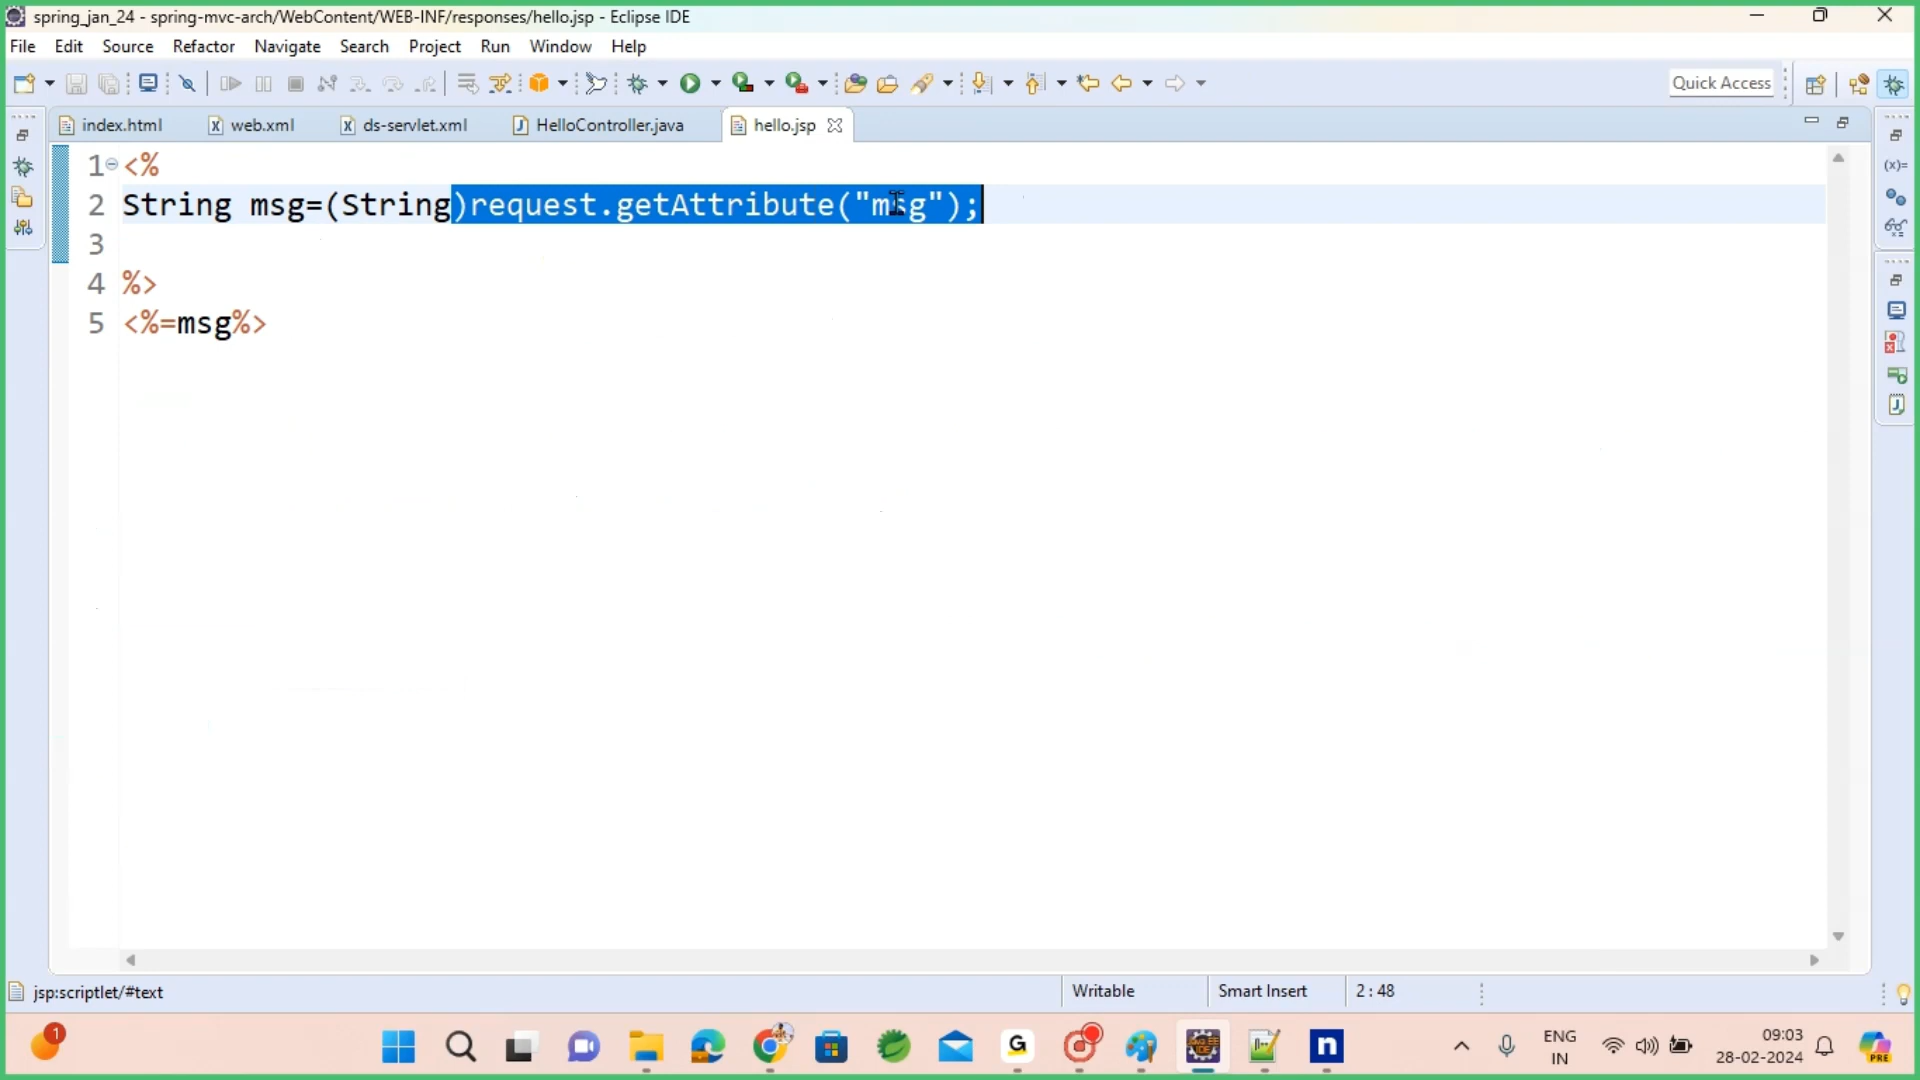 spring_jan_24 - spring-mvc-arch/WebContent/WEB-INF/responses/hello.jsp - Eclipse IDE
File Edit Source Refactor Navigate Search Project Run Window Help
Quick Access
index.html web.xml ds-servlet.xml HelloController.java hello.jsp
1 <%
2 String msg=(String)request.getAttribute("msg");
3
4 %>
5 <%=msg%>
jsp:scriptlet/#text Writable Smart Insert 2 : 48
1 G n ENG IN 09:03 28-02-2024 PRE